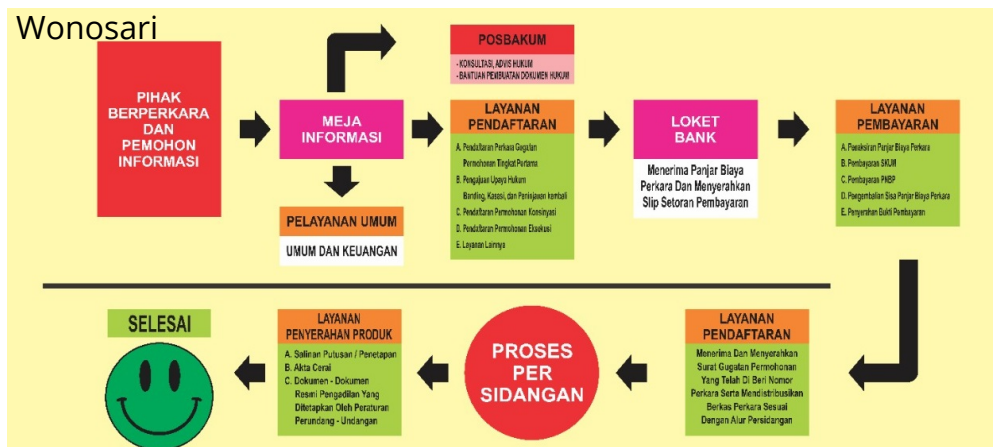 Wonosari
PIHAK
BERPERKARA
DAN
PEMOHON
INFORMASI
MEJA
INFORMASI
POSBAKUM
- KONSULTASI, ADVIS HUKUM
- BANTUAN PEMBUATAN DOKUMEN HUKUM
PELAYANAN UMUM
UMUM DAN KEUANGAN
LAYANAN
PENDAFTARAN
A. Pendaftaran Perkara Gugatan
Permohonan Tingkat Pertama
B. Pengajuan Upaya Hukum
Banding, Kasasi, dan Peninjauan kembali
C. Pendaftaran Permohonan Konsinyasi
D. Pendaftaran Permohonan Eksekusi
E. Layanan Lainnya
LOKET
BANK
Menerima Panjar Biaya
Perkara Dan Menyerahkan
Slip Setoran Pembayaran
LAYANAN
PEMBAYARAN
A. Penaksiran Panjar Biaya Perkara
B. Pembayaran SKUM
C. Pembayaran PNBP
D. Pengembalian Sisa Panjar Biaya Perkara
E. Penyerahan Bukti Pembayaran
LAYANAN
PENDAFTARAN
Menerima Dan Menyerahkan
Surat Gugatan Permohonan
Yang Telah Di Beri Nomor
Perkara Serta Mendistribusikan
Berkas Perkara Sesuai
Dengan Alur Persidangan
PROSES
PER
SIDANGAN
LAYANAN
PENYERAHAN PRODUK
A. Salinan Putusan / Penetapan
B. Akta Cerai
C. Dokumen - Dokumen
Resmi Pengadilan Yang
Ditetapkan Oleh Peraturan
Perundang - Undangan
SELESAI